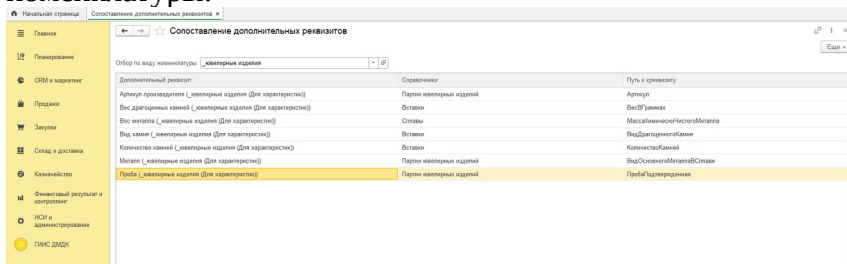 номенклатуры.
Начальная страница Сопоставление дополнительных реквизитов ×
Главное
Планирование
CRM и маркетинг
Продажи
Закупки
Склад и доставка
Казначейство
Финансовый результат и контроллинг
НСИ и администрирование
ГИИС ДМДК
Сопоставление дополнительных реквизитов
Еще
Отбор по виду номенклатуры: _ювелирные изделия
Дополнительный реквизит Справочники Путь к креквизиту
Артикул производителя (_ювелирные изделия (Для характеристик)) Партии ювелирных изделий Артикул
Вес драгоценных камней (_ювелирные изделия (Для характеристик)) Вставки ВесВГраммах
Вес металла (_ювелирные изделия (Для характеристик)) Сплавы МассаХимическиЧистогоМеталла
Вид камня (_ювелирные изделия (Для характеристик)) Вставки ВидДрагоценногоКамня
Количество камней (_ювелирные изделия (Для характеристик)) Вставки КоличествоКамней
Металл (_ювелирные изделия (Для характеристик)) Партии ювелирных изделий ВидОсновногоМеталлаВСплаве
Проба (_ювелирные изделия (Для характеристик)) Партии ювелирных изделий ПробаПодтвержденная